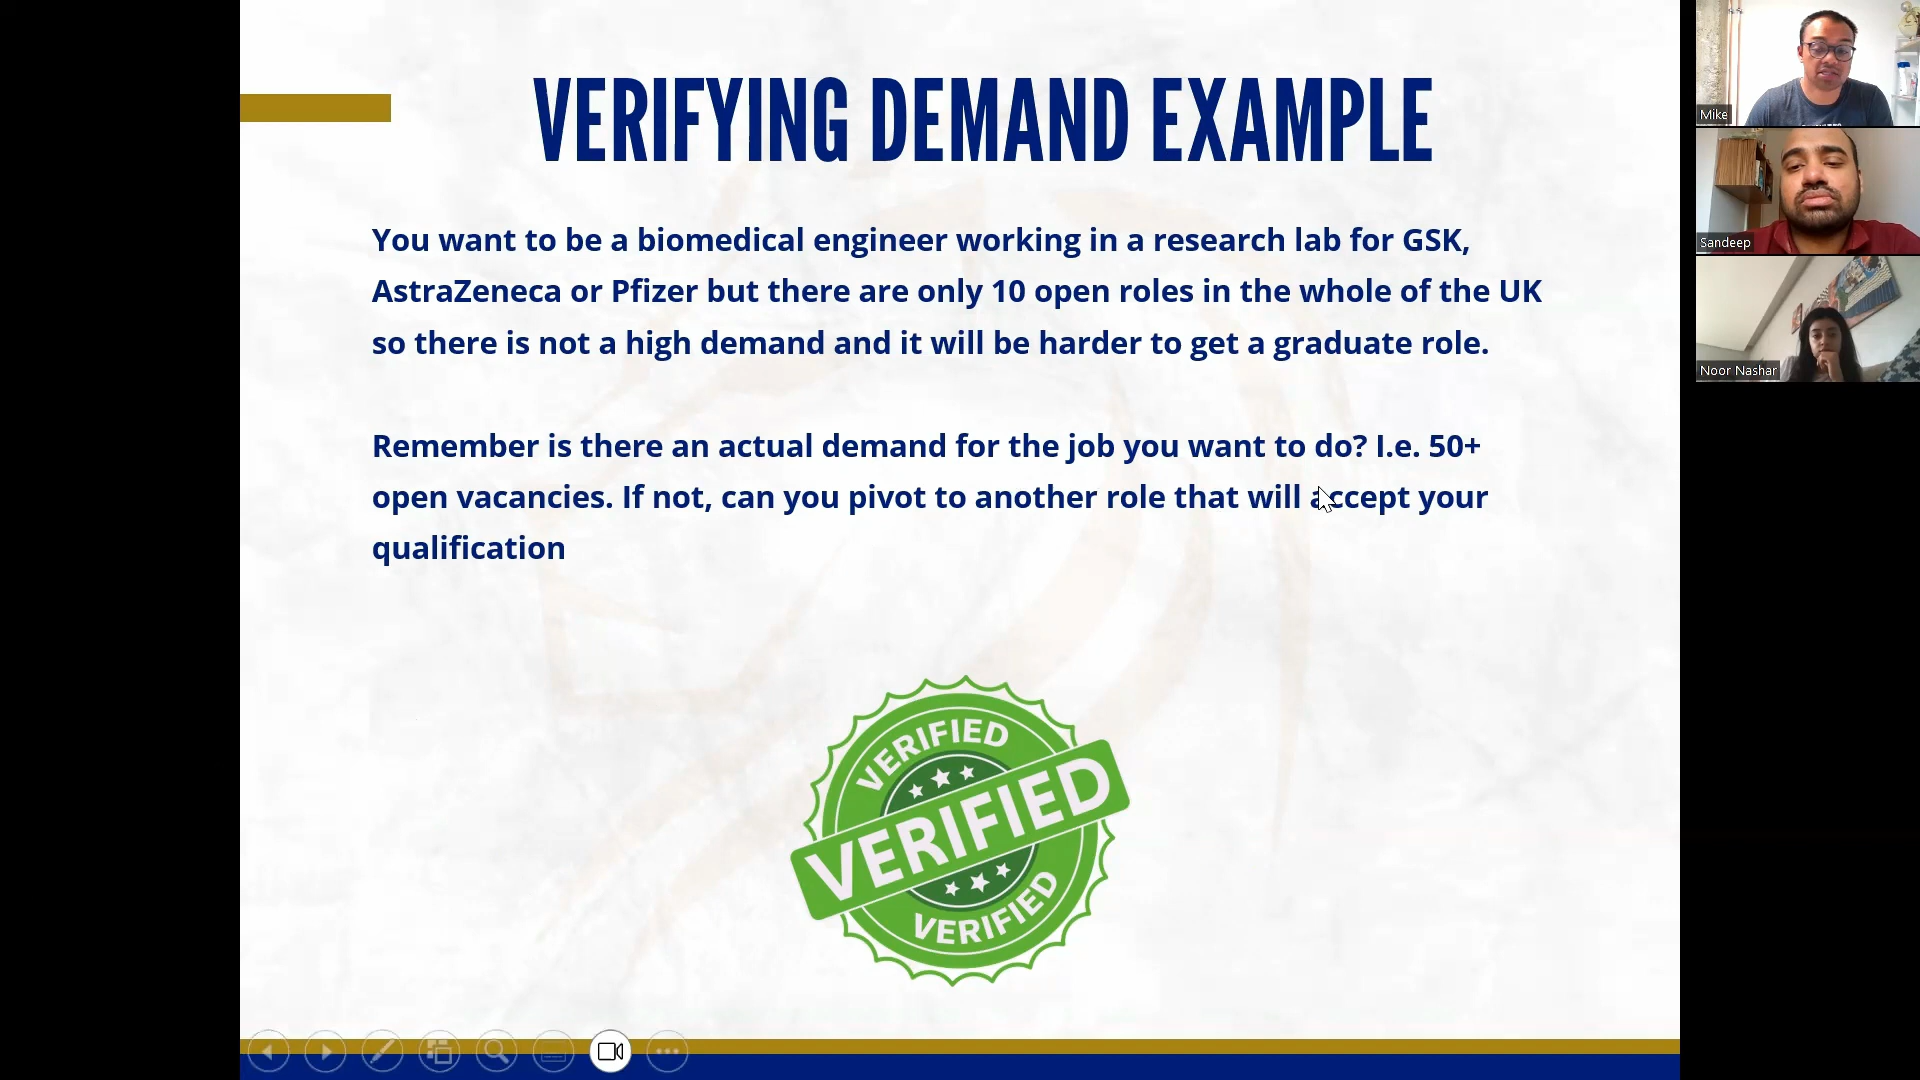 VERIFYING DEMAND EXAMPLE
You want to be a biomedical engineer working in a research lab for GSK,
AstraZeneca or Pfizer but there are only 10 open roles in the whole of the UK
so there is not a high demand and it will be harder to get a graduate role.
Remember is there an actual demand for the job you want to do? I.e. 50+
open vacancies. If not, can you pivot to another role that will accept your
qualification
VERIFIED
VERIFIED
VERIFIED
Mike
Sandeep
Noor Nashar